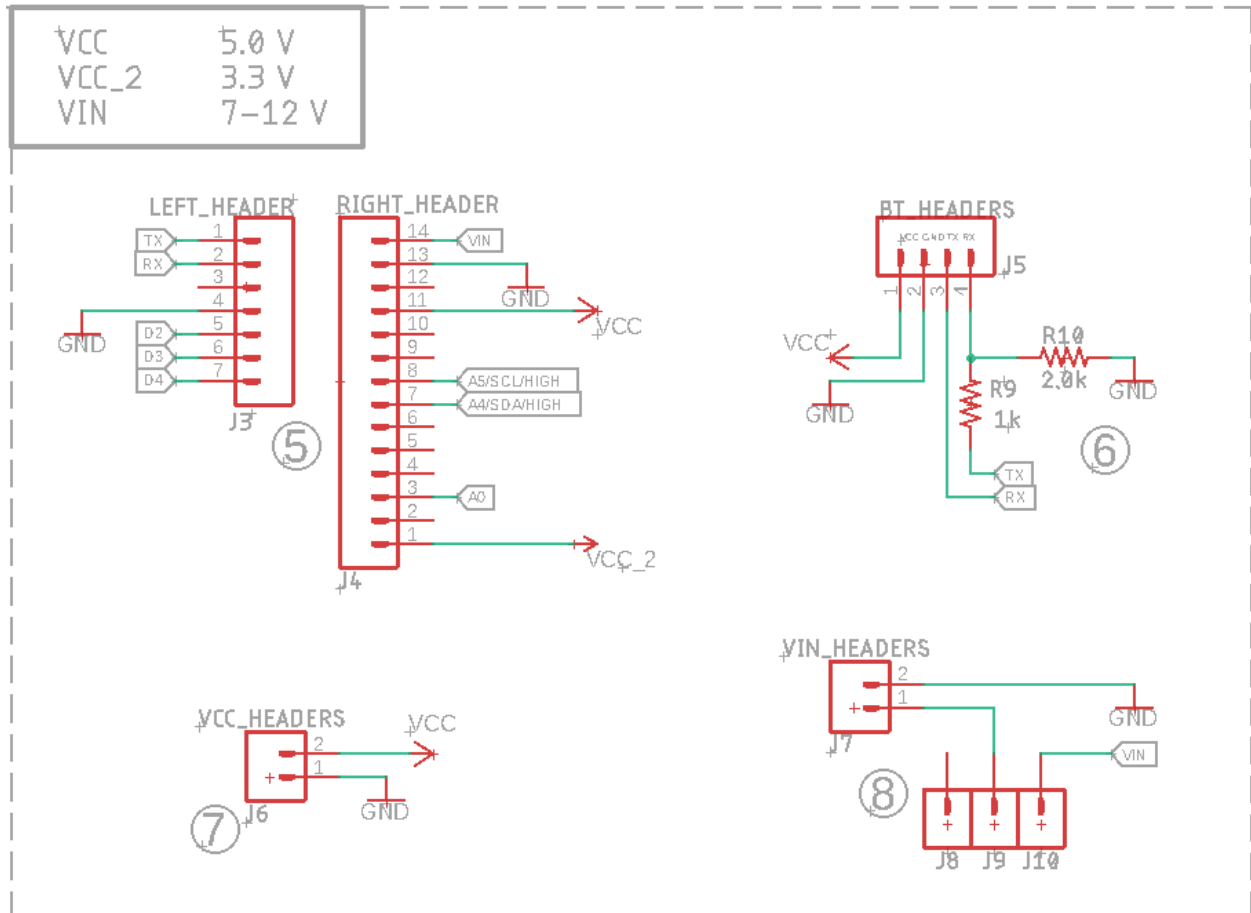 VCC 5.0 V
VCC_2 3.3 V
VIN 7-12 V
LEFT_HEADER
TX 1
RX 2
3
4
GND
D2 5
D3 6
D4 7
J3
5
RIGHT_HEADER
14 VIN
13
GND
12
11
VCC
10
9
8 A5/SCL/HIGH
7 A4/SDA/HIGH
6
5
4
3 A0
2
1
VCC_2
J4
BT_HEADERS
VCC GND TX RX
J5
1 2 3 4
VCC
GND
R10
2.0k
GND
R9
1k
TX
RX
6
VCC_HEADERS
2
VCC
1
GND
J6
7
VIN_HEADERS
2
1
GND
J7
VIN
8
J8 J9 J10